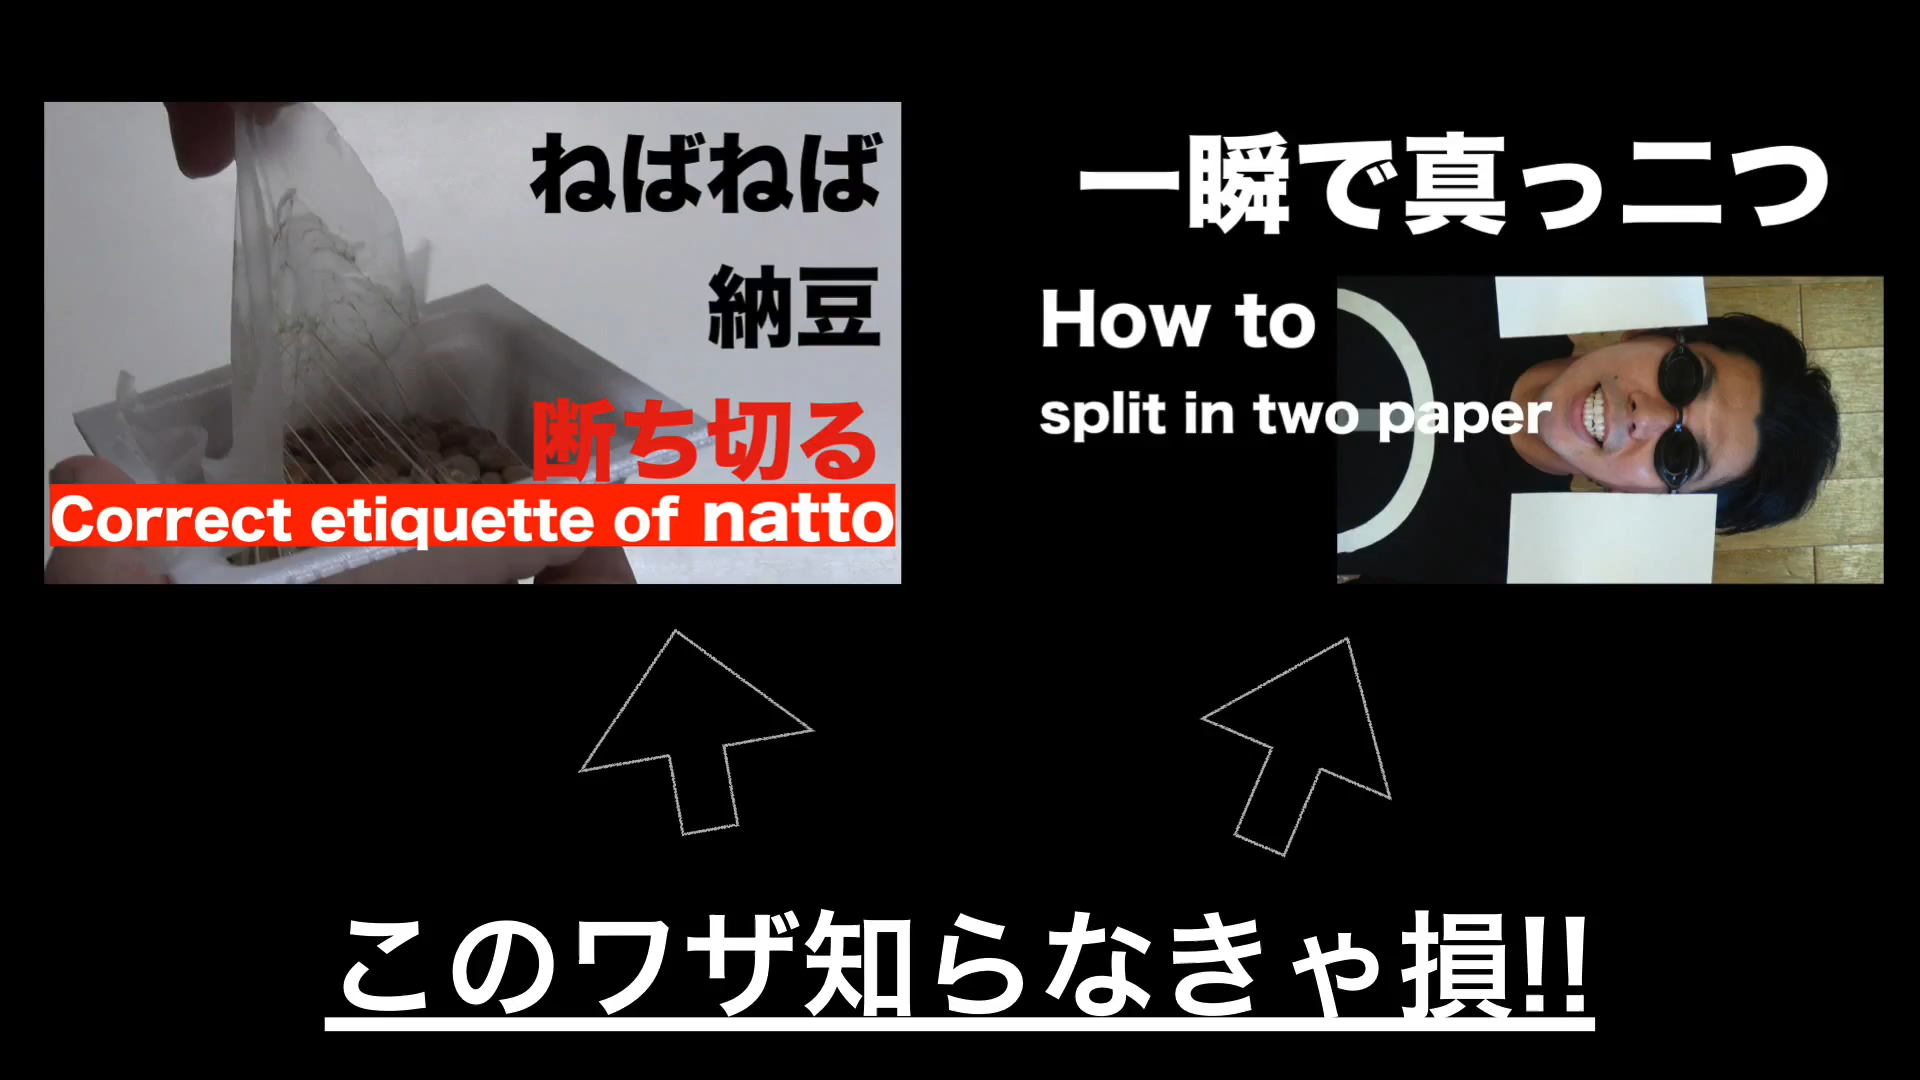 ねばねば
納豆
断ち切る
Correct etiquette of natto
一瞬で真っ二つ
How to
split in two paper
このワザ知らなきゃ損!!